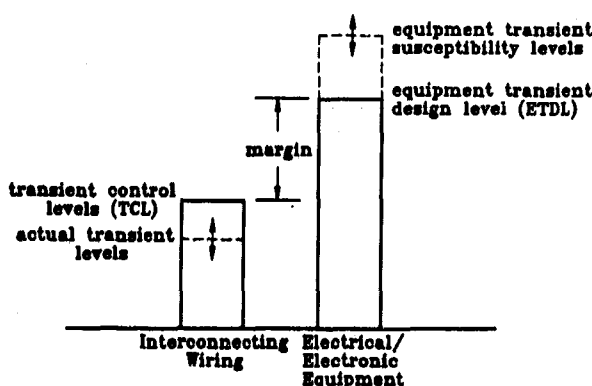 equipment transient
susceptibility levels
equipment transient
design level (ETDL)
margin
transient control
levels (TCL)
actual transient
levels
Interconnecting
Wiring
Electrical/
Electronic
Equipment